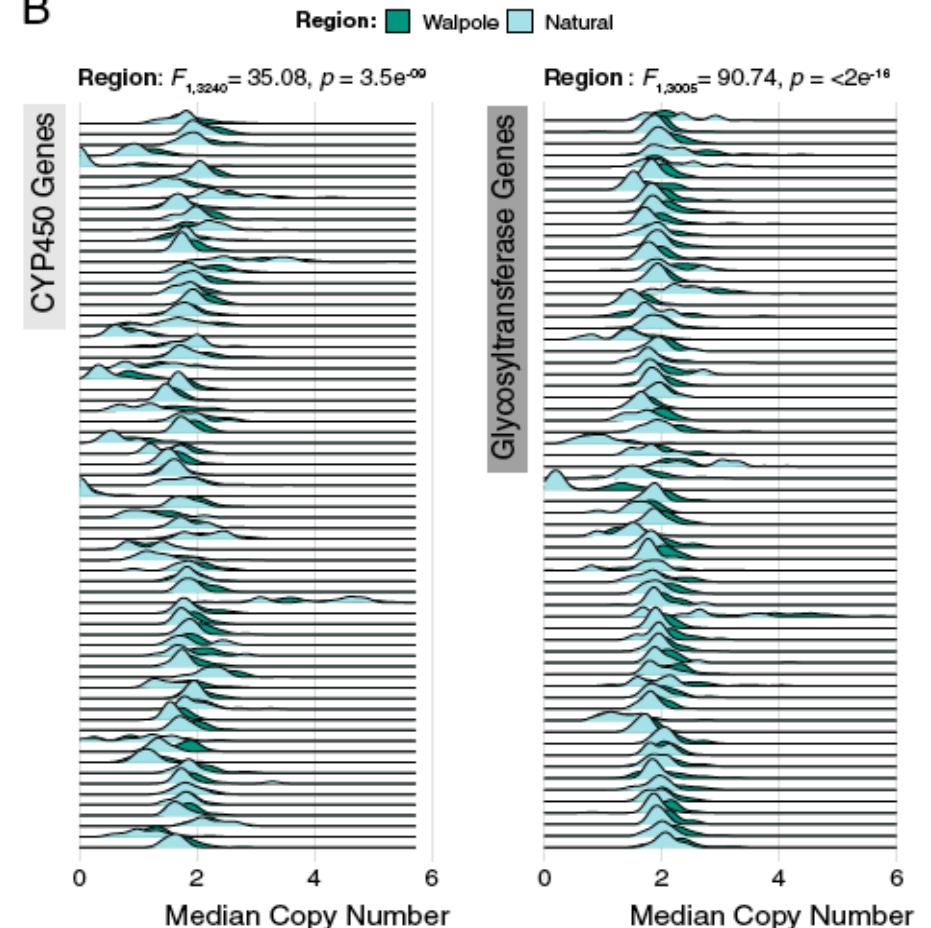 B
Region: Walpole Natural
Region: F1,3240= 35.08, p = 3.5e-09
Region : F1,3005= 90.74, p = <2e-16
CYP450 Genes
Glycosyltransferase Genes
0 2 4 6
0 2 4 6
Median Copy Number
Median Copy Number